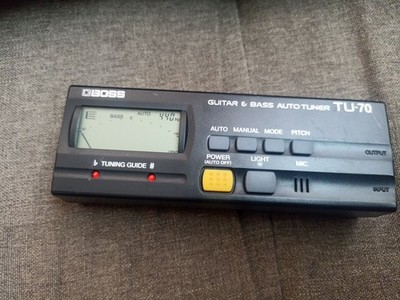 BOSS
GUITAR & BASS AUTO TUNER TU-70
BASS AUTO 440
AUTO MANUAL MODE PITCH
OUTPUT
♭ TUNING GUIDE #
POWER LIGHT MIC
(AUTO OFF)
INPUT